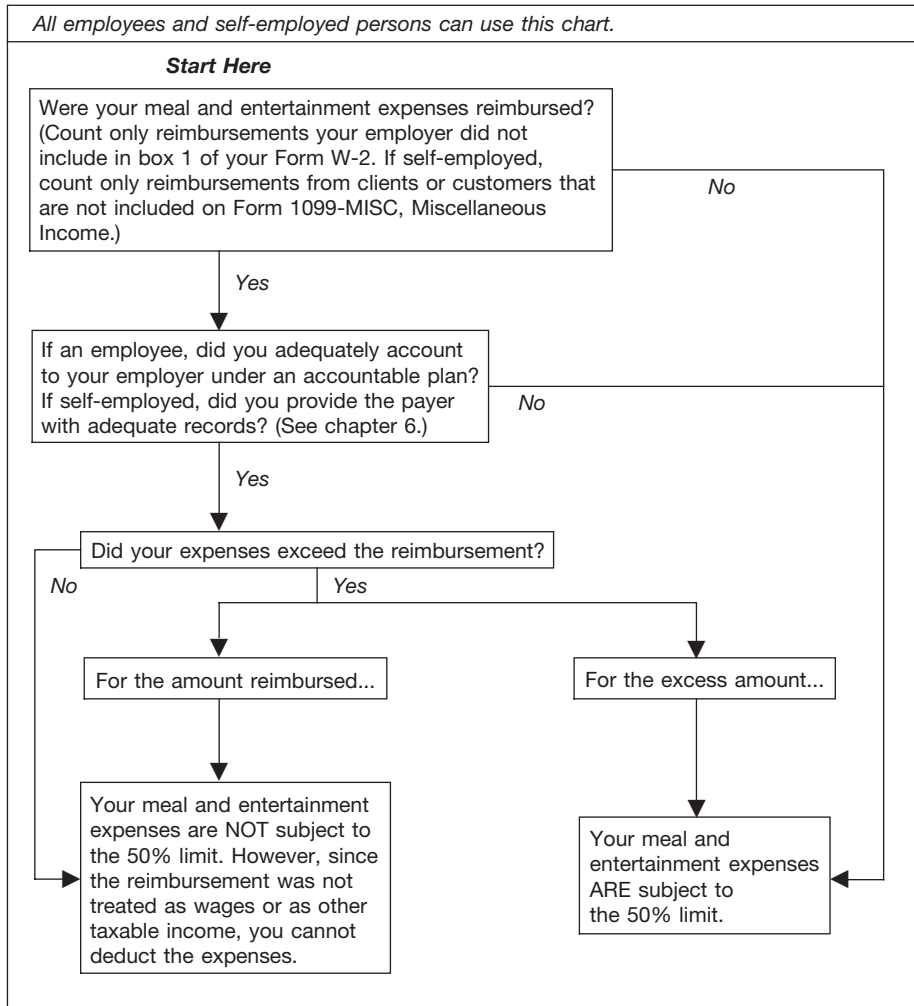 All employees and self-employed persons can use this chart.
Start Here
Were your meal and entertainment expenses reimbursed?
(Count only reimbursements your employer did not
include in box 1 of your Form W-2. If self-employed,
count only reimbursements from clients or customers that
are not included on Form 1099-MISC, Miscellaneous
Income.)
No
Yes
If an employee, did you adequately account
to your employer under an accountable plan?
If self-employed, did you provide the payer
with adequate records? (See chapter 6.)
No
Yes
Did your expenses exceed the reimbursement?
No
Yes
For the amount reimbursed...
For the excess amount...
Your meal and entertainment
expenses are NOT subject to
the 50% limit. However, since
the reimbursement was not
treated as wages or as other
taxable income, you cannot
deduct the expenses.
Your meal and
entertainment expenses
ARE subject to
the 50% limit.